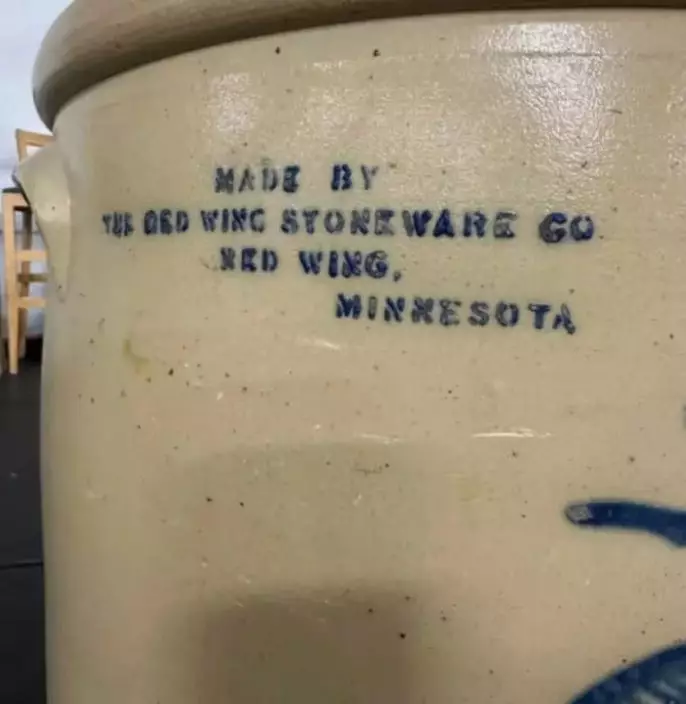 MADE BY
THE RED WING STONEWARE CO
RED WING,
MINNESOTA